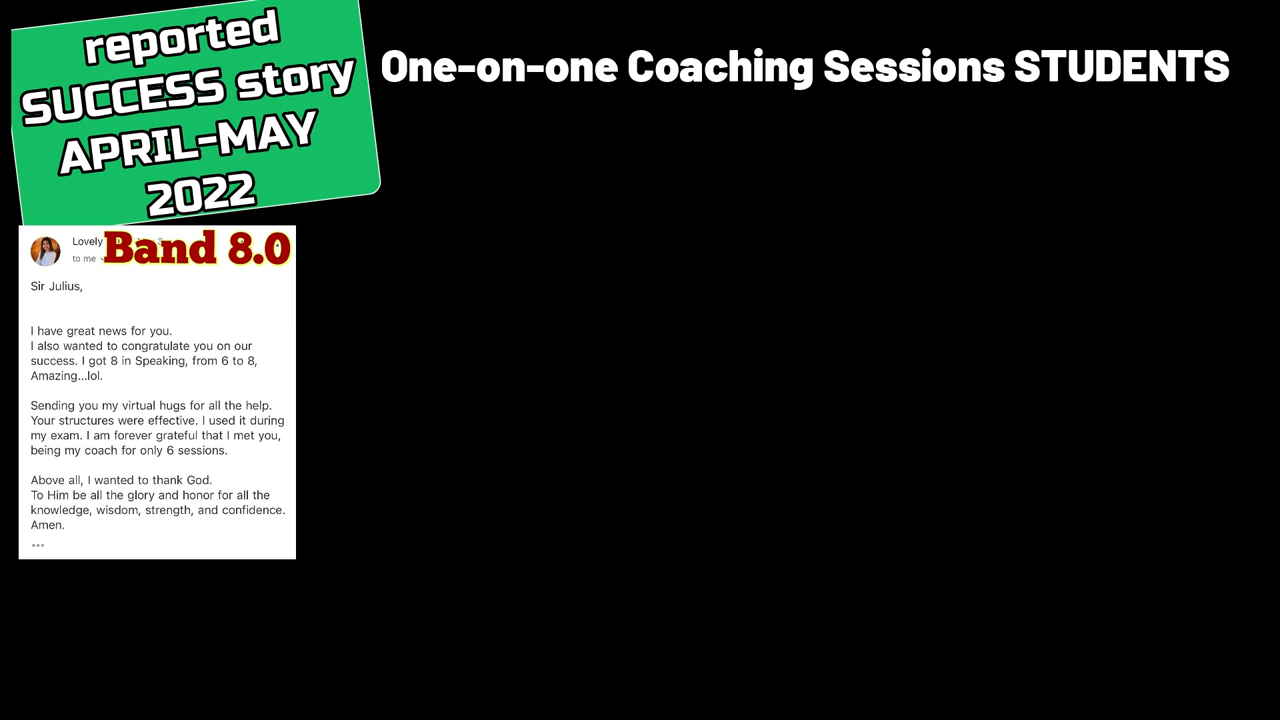 reported
SUCCESS story
APRIL-MAY
2022
One-on-one Coaching Sessions STUDENTS
Lovely
Band 8.0
to me
Sir Julius,
I have great news for you.
I also wanted to congratulate you on our
success. I got 8 in Speaking, from 6 to 8,
Amazing...lol.
Sending you my virtual hugs for all the help.
Your structures were effective. I used it during
my exam. I am forever grateful that I met you,
being my coach for only 6 sessions.
Above all, I wanted to thank God.
To Him be all the glory and honor for all the
knowledge, wisdom, strength, and confidence.
Amen.